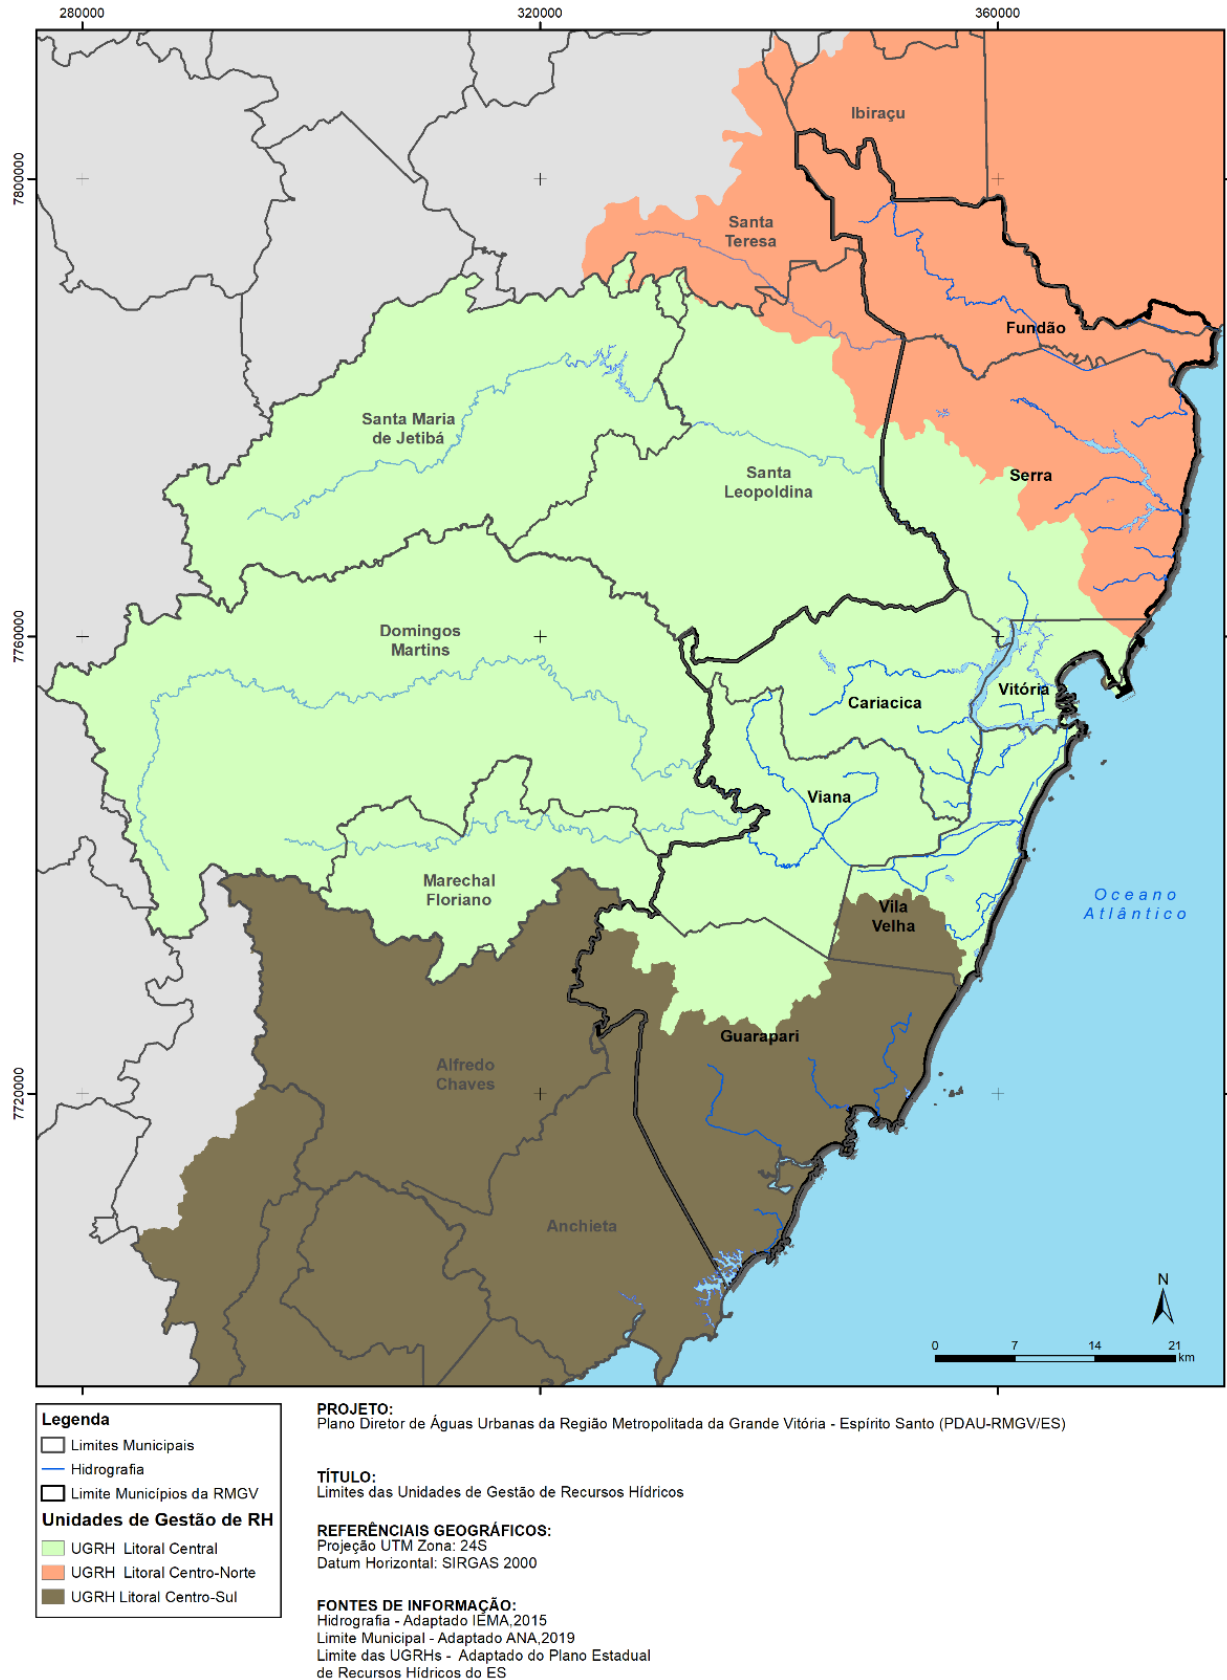 280000
320000
360000
7800000
7760000
7720000
Ibiraçu
Santa
Teresa
Fundão
Santa Maria
de Jetibá
Santa
Leopoldina
Serra
Domingos
Martins
Cariacica
Vitória
Viana
Marechal
Floriano
Vila
Velha
Oceano
Atlântico
Guarapari
Alfredo
Chaves
Anchieta
N
0 7 14 21
km
Legenda
Limites Municipais
Hidrografia
Limite Municípios da RMGV
Unidades de Gestão de RH
UGRH Litoral Central
UGRH Litoral Centro-Norte
UGRH Litoral Centro-Sul
PROJETO:
Plano Diretor de Águas Urbanas da Região Metropolitada da Grande Vitória - Espírito Santo (PDAU-RMGV/ES)
TÍTULO:
Limites das Unidades de Gestão de Recursos Hídricos
REFERÊNCIAIS GEOGRÁFICOS:
Projeção UTM Zona: 24S
Datum Horizontal: SIRGAS 2000
FONTES DE INFORMAÇÃO:
Hidrografia - Adaptado IEMA,2015
Limite Municipal - Adaptado ANA,2019
Limite das UGRHs - Adaptado do Plano Estadual
de Recursos Hídricos do ES